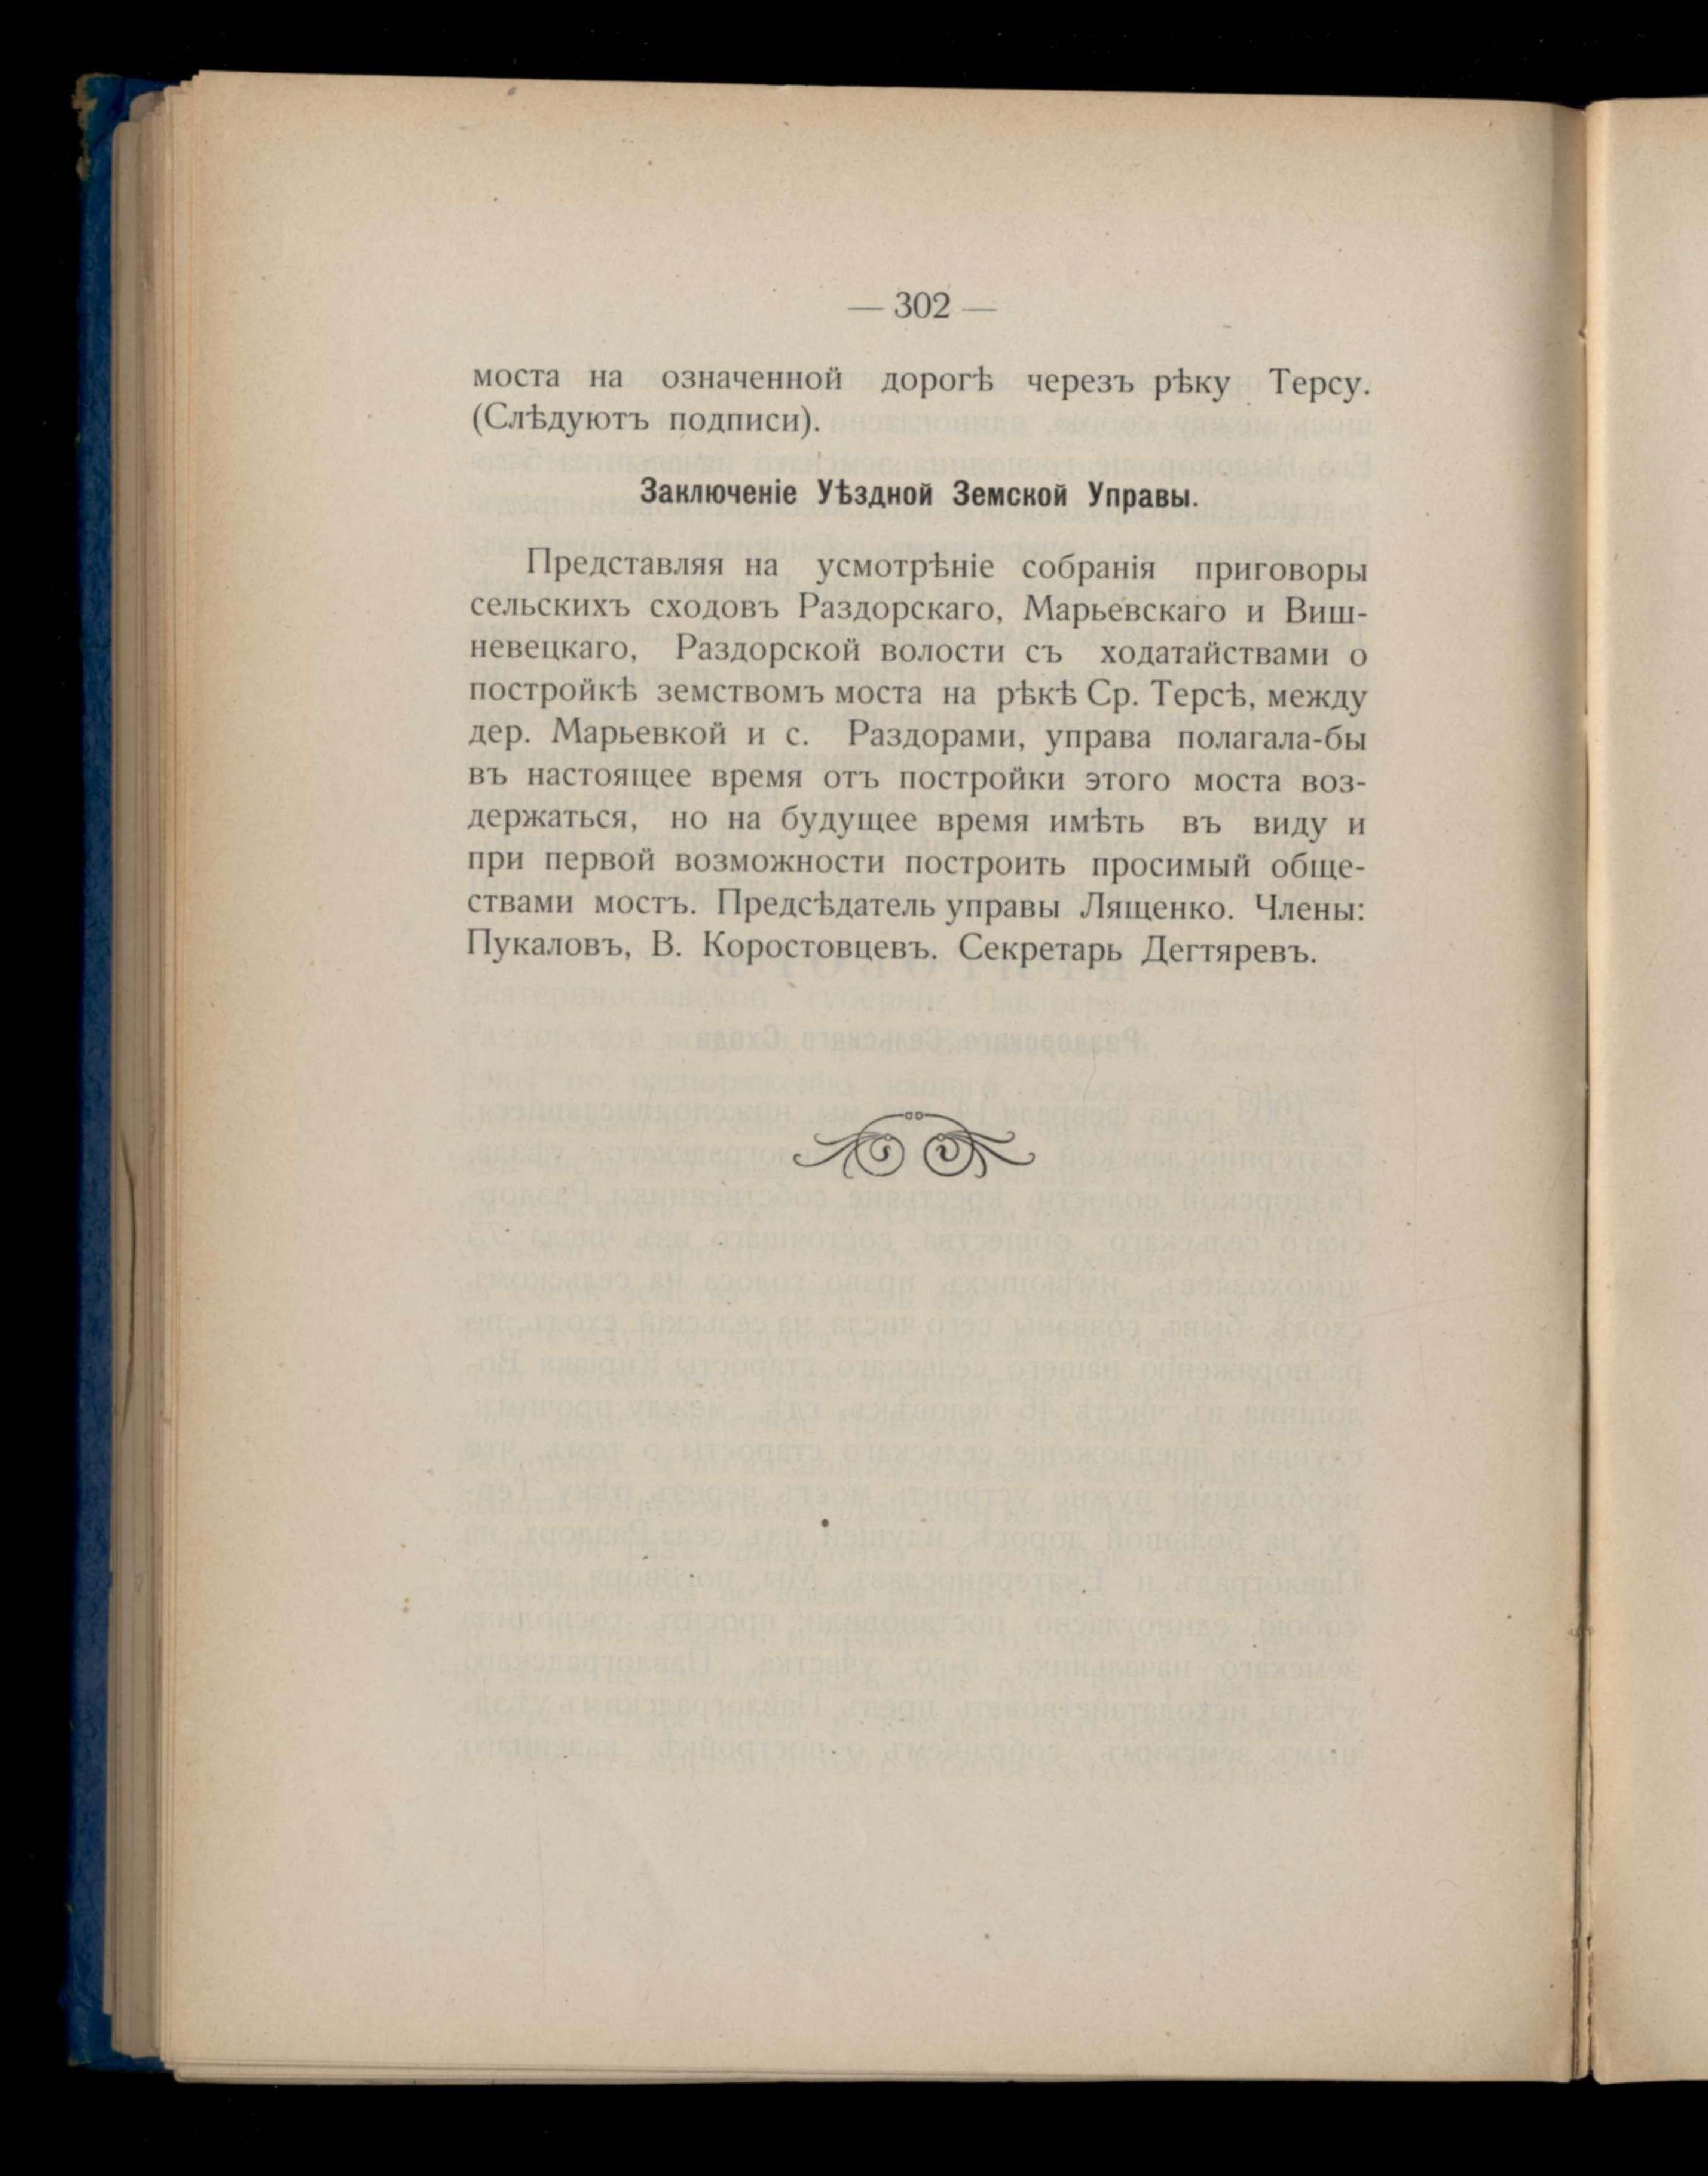 — 302 —
моста на означенной дорогѣ черезъ рѣку Терсу.
(Слѣдуютъ подписи).
Заключеніе Уѣздной Земской Управы.
Представляя на усмотрѣніе собранія приговоры
сельскихъ сходовъ Раздорскаго, Марьевскаго и Виш-
невецкаго, Раздорской волости съ ходатайствами о
постройкѣ земствомъ моста на рѣкѣ Ср. Терсѣ, между
дер. Марьевкой и с. Раздорами, управа полагала-бы
въ настоящее время отъ постройки этого моста воз-
держаться, но на будущее время имѣть въ виду и
при первой возможности построить просимый обще-
ствами мостъ. Предсѣдатель управы Лященко. Члены:
Пукаловъ, В. Коростовцевъ. Секретарь Дегтяревъ.